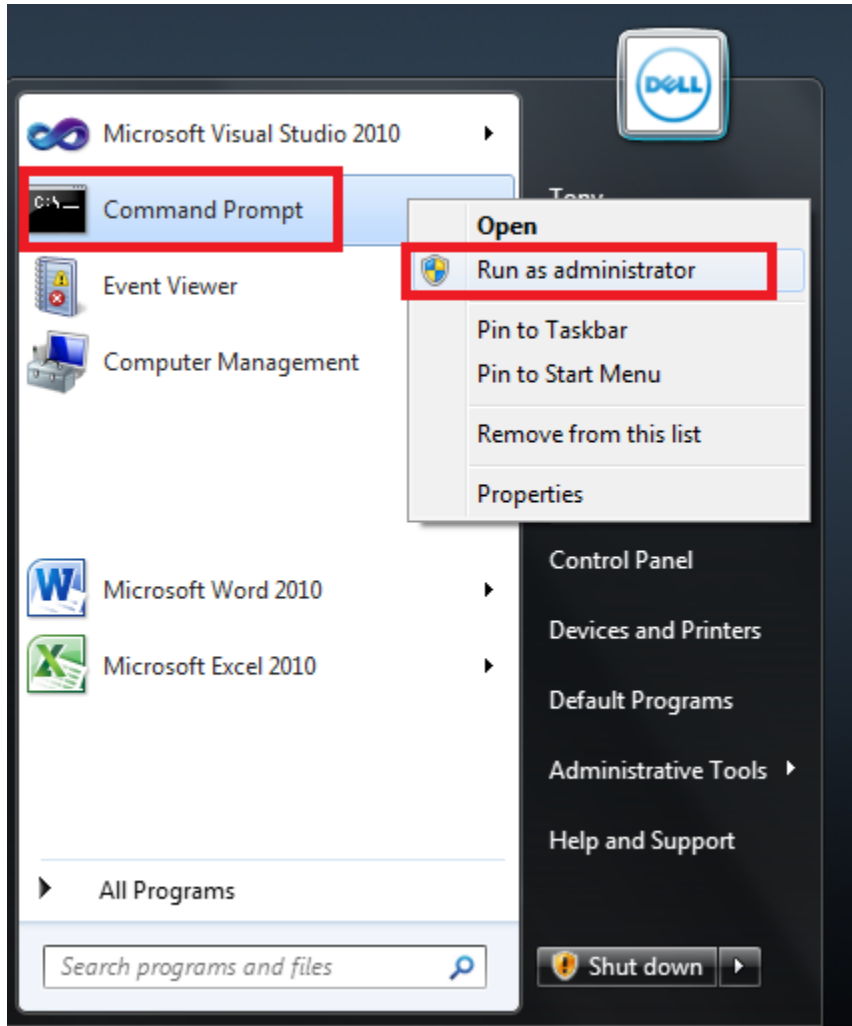 DELL
Microsoft Visual Studio 2010
Command Prompt
Event Viewer
Computer Management
Microsoft Word 2010
Microsoft Excel 2010
All Programs
Search programs and files
Tony
Open
Run as administrator
Pin to Taskbar
Pin to Start Menu
Remove from this list
Properties
Control Panel
Devices and Printers
Default Programs
Administrative Tools
Help and Support
Shut down